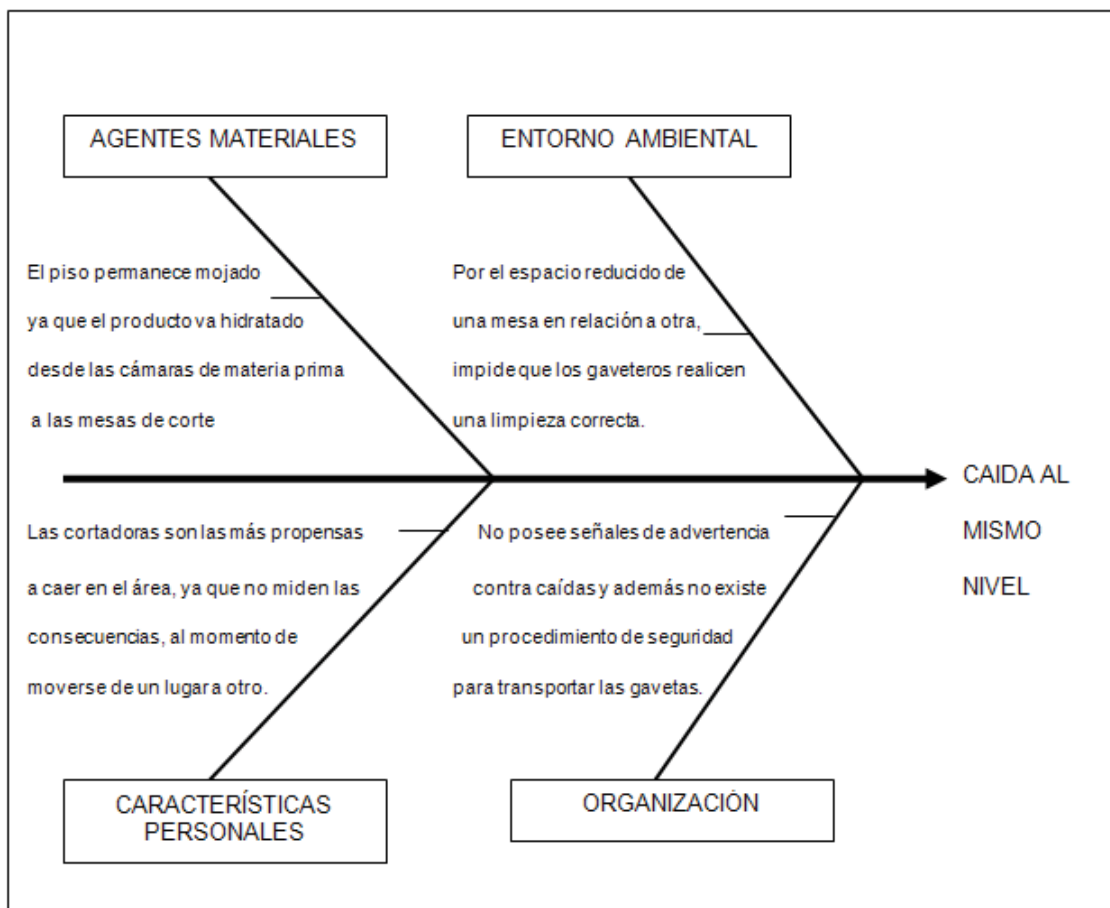 AGENTES MATERIALES
ENTORNO AMBIENTAL
El piso permanece mojado
ya que el producto va hidratado
desde las cámaras de materia prima
a las mesas de corte
Por el espacio reducido de
una mesa en relación a otra,
impide que los gaveteros realicen
una limpieza correcta.
CAIDA AL
MISMO
NIVEL
Las cortadoras son las más propensas
a caer en el área, ya que no miden las
consecuencias, al momento de
moverse de un lugar a otro.
No posee señales de advertencia
contra caídas y además no existe
un procedimiento de seguridad
para transportar las gavetas.
CARACTERÍSTICAS
PERSONALES
ORGANIZACIÓN